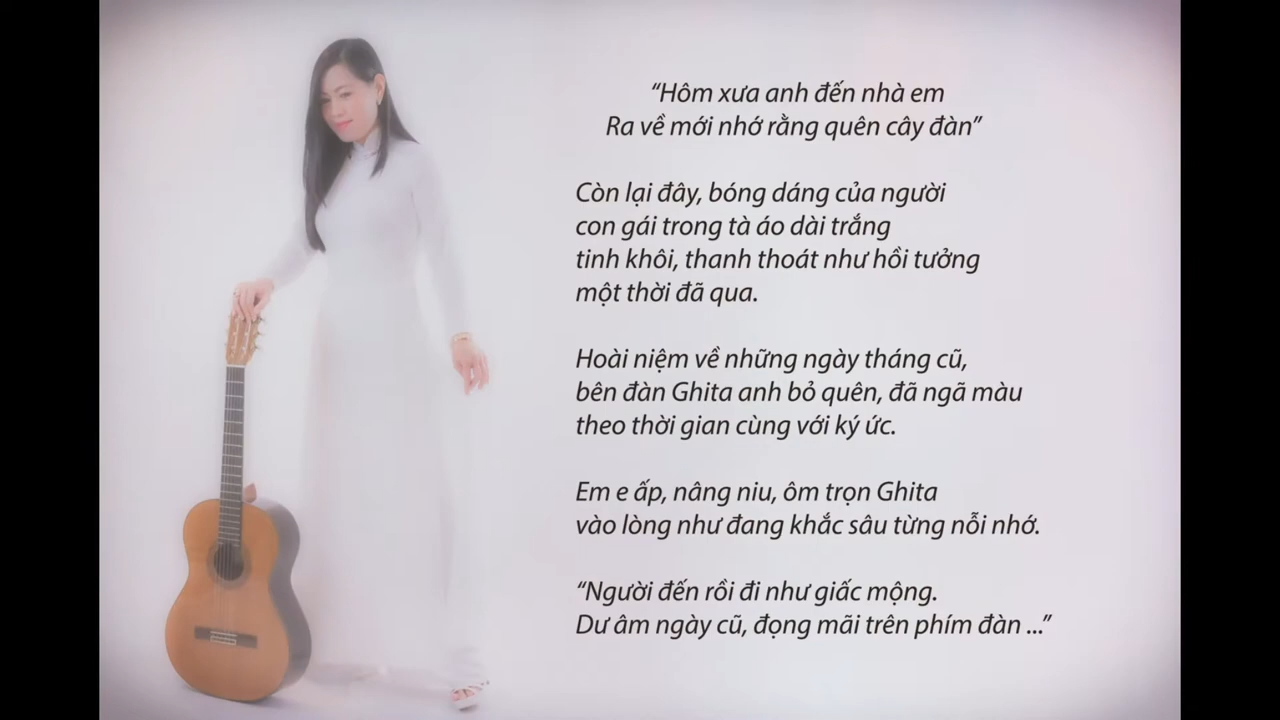 “Hôm xưa anh đến nhà em
Ra về mới nhớ rằng quên cây đàn”
Còn lại đây, bóng dáng của người
con gái trong tà áo dài trắng
tinh khôi, thanh thoát như hồi tưởng
một thời đã qua.
Hoài niệm về những ngày tháng cũ,
bên đàn Ghita anh bỏ quên, đã ngã màu
theo thời gian cùng với ký ức.
Em e ấp, nâng niu, ôm trọn Ghita
vào lòng như đang khắc sâu từng nỗi nhớ.
“Người đến rồi đi như giấc mộng.
Dư âm ngày cũ, đọng mãi trên phím đàn ...”